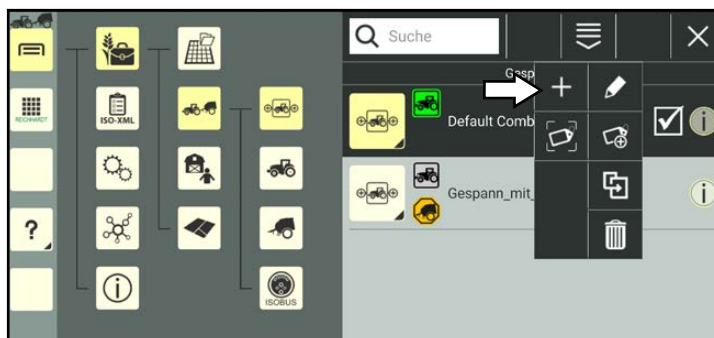 Suche
Gesp
REICHHARDT
Default Comb
ISO-XML
Gespann_mit_
?
ISOBUS